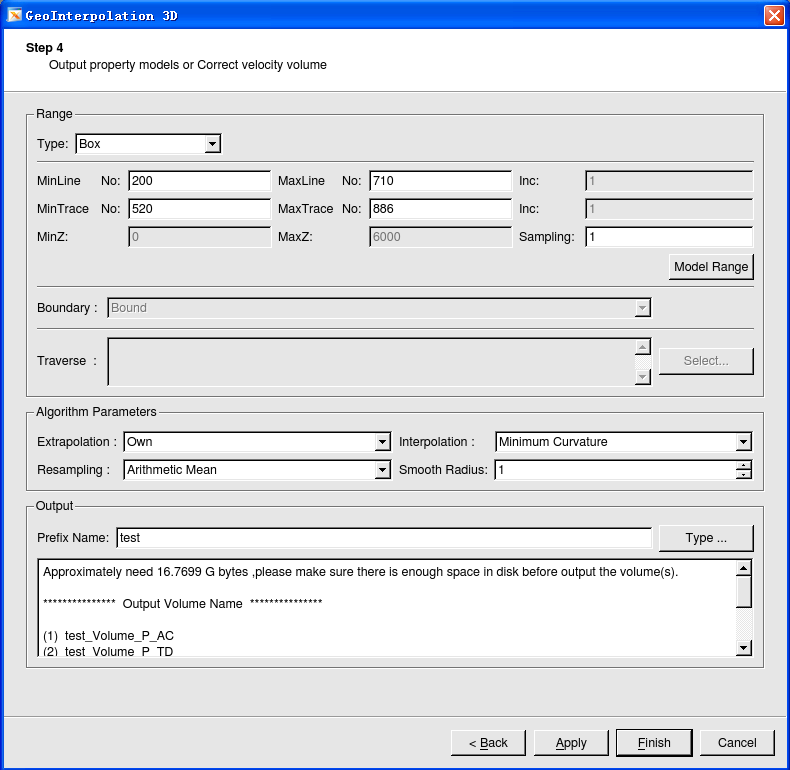 GeoInterpolation 3D
Step 4
Output property models or Correct velocity volume
Range
Type: Box
MinLine No: 200 MaxLine No: 710 Inc: 1
MinTrace No: 520 MaxTrace No: 886 Inc: 1
MinZ: 0 MaxZ: 6000 Sampling: 1
Model Range
Boundary : Bound
Traverse : Select...
Algorithm Parameters
Extrapolation : Own Interpolation : Minimum Curvature
Resampling : Arithmetic Mean Smooth Radius: 1
Output
Prefix Name: test Type ...
Approximately need 16.7699 G bytes ,please make sure there is enough space in disk before output the volume(s).
*************** Output Volume Name ***************
(1) test_Volume_P_AC
(2) test_Volume_P_TD
< Back Apply Finish Cancel